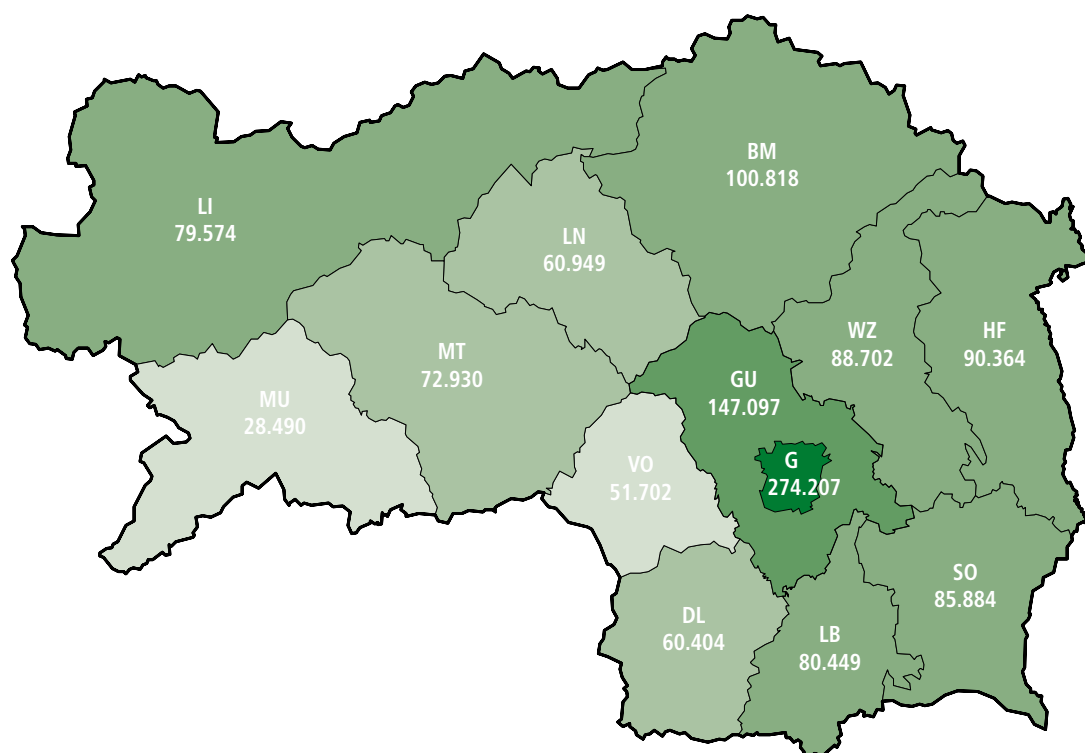 BM
100.818
LI
79.574
LN
60.949
WZ
88.702
HF
90.364
MT
72.930
GU
147.097
MU
28.490
VO
51.702
G
274.207
SO
85.884
DL
60.404
LB
80.449